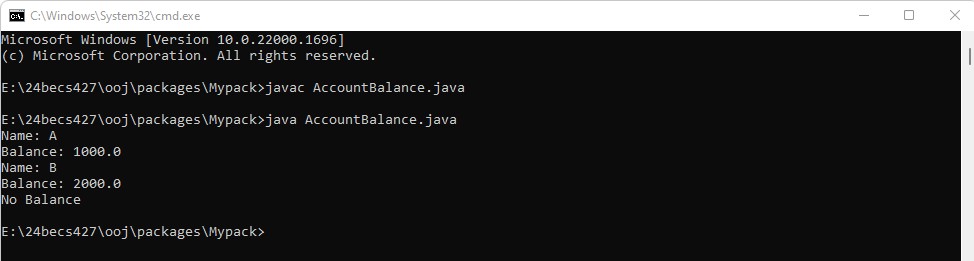 C:\Windows\System32\cmd.exe
Microsoft Windows [Version 10.0.22000.1696]
(c) Microsoft Corporation. All rights reserved.
E:\24becs427\ooj\packages\Mypack>javac AccountBalance.java
E:\24becs427\ooj\packages\Mypack>java AccountBalance.java
Name: A
Balance: 1000.0
Name: B
Balance: 2000.0
No Balance
E:\24becs427\ooj\packages\Mypack>